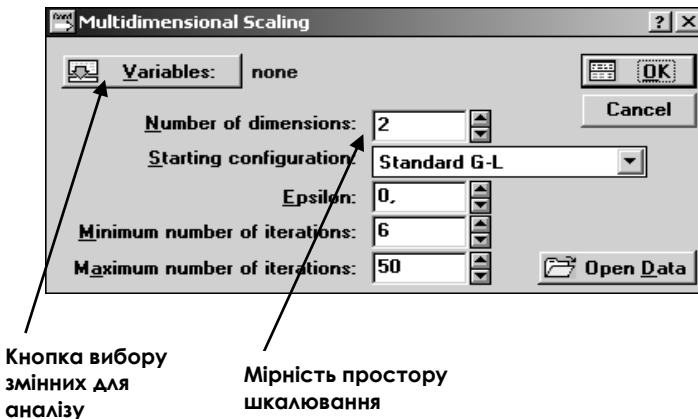 Multidimensional Scaling
Variables: none
OK
Cancel
Number of dimensions: 2
Starting configuration: Standard G-L
Epsilon: 0,
Minimum number of iterations: 6
Maximum number of iterations: 50
Open Data
Кнопка вибору
змінних для
аналізу
Мірність простору
шкалювання